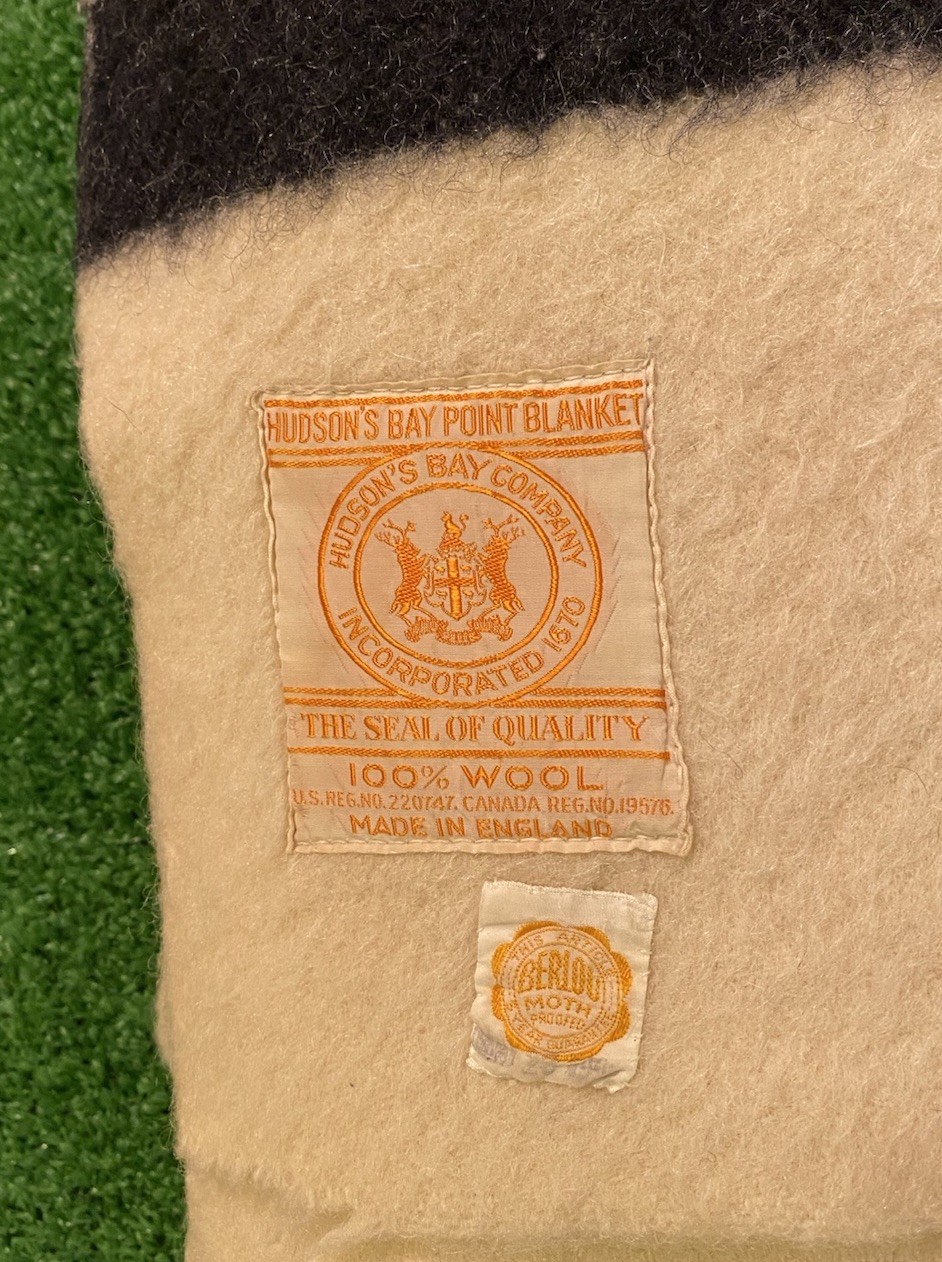 HUDSON'S BAY POINT BLANKET
HUDSON'S BAY COMPANY
INCORPORATED 1670
THE SEAL OF QUALITY
100% WOOL
U.S. REG. NO. 220747. CANADA REG. NO. 19576.
MADE IN ENGLAND
THIS ARTICLE
BERLOU
MOTH
PROOFED
5 YEAR GUARANTEE